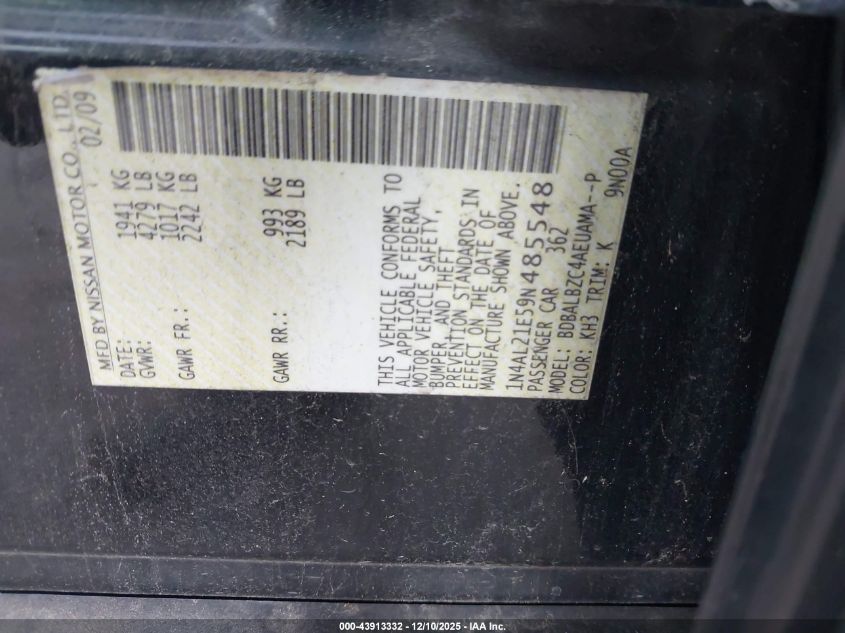 MFD BY NISSAN MOTOR CO., LTD.
DATE: 02/09
GVWR: 1941 KG
4279 LB
GAWR FR.: 1017 KG
2242 LB
GAWR RR.: 993 KG
2189 LB
THIS VEHICLE CONFORMS TO
ALL APPLICABLE FEDERAL
MOTOR VEHICLE SAFETY,
BUMPER, AND THEFT
PREVENTION STANDARDS IN
EFFECT ON THE DATE OF
MANUFACTURE SHOWN ABOVE.
1N4AL21E59N485548
PASSENGER CAR 362
MODEL: BDBALBZC4AEUAMA--P
COLOR: KH3 TRIM: K 9N00A
000-43913332 - 12/10/2025 - IAA Inc.